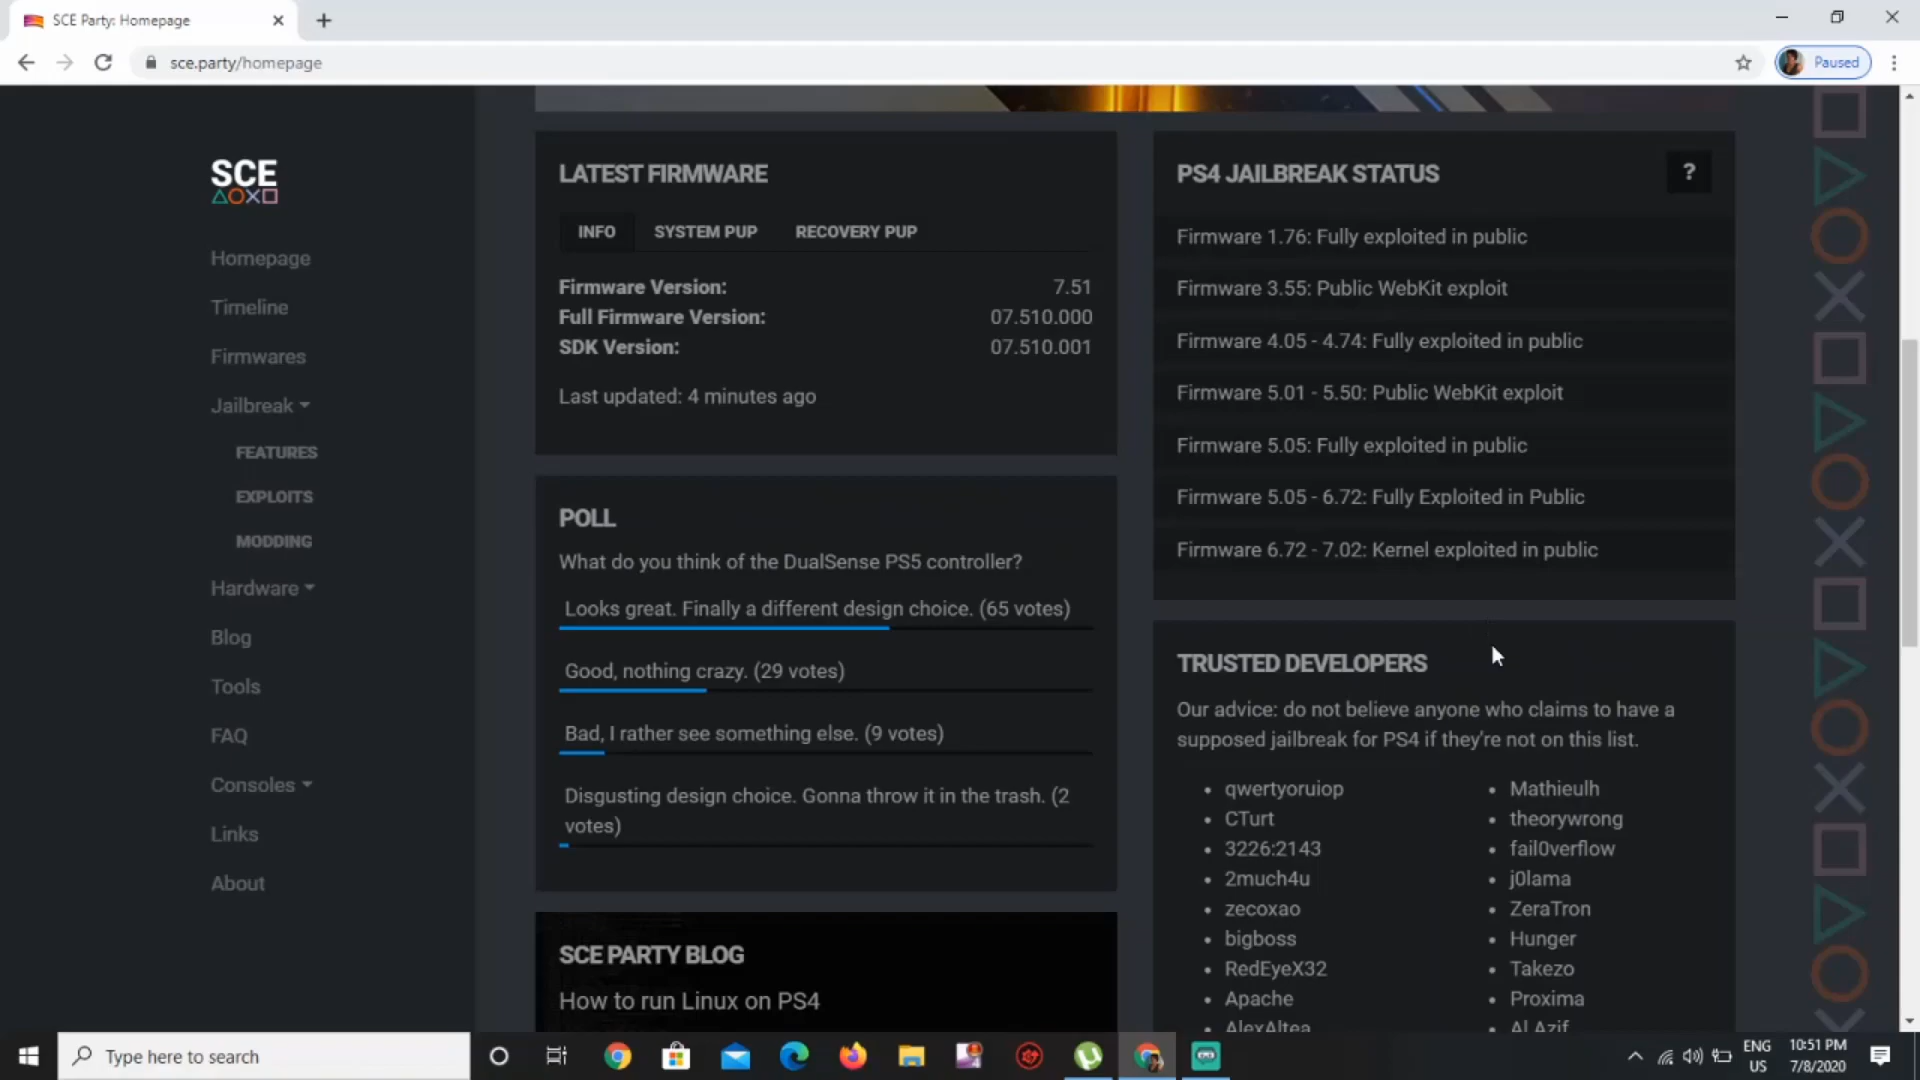 SCE Party: Homepage
sce.party/homepage
Paused
SCE
Homepage
Timeline
Firmwares
Jailbreak
FEATURES
EXPLOITS
MODDING
Hardware
Blog
Tools
FAQ
Consoles
Links
About
LATEST FIRMWARE
INFO SYSTEM PUP RECOVERY PUP
Firmware Version: 7.51
Full Firmware Version: 07.510.000
SDK Version: 07.510.001
Last updated: 4 minutes ago
POLL
What do you think of the DualSense PS5 controller?
Looks great. Finally a different design choice. (65 votes)
Good, nothing crazy. (29 votes)
Bad, I rather see something else. (9 votes)
Disgusting design choice. Gonna throw it in the trash. (2
votes)
SCE PARTY BLOG
How to run Linux on PS4
PS4 JAILBREAK STATUS ?
Firmware 1.76: Fully exploited in public
Firmware 3.55: Public WebKit exploit
Firmware 4.05 - 4.74: Fully exploited in public
Firmware 5.01 - 5.50: Public WebKit exploit
Firmware 5.05: Fully exploited in public
Firmware 5.05 - 6.72: Fully Exploited in Public
Firmware 6.72 - 7.02: Kernel exploited in public
TRUSTED DEVELOPERS
Our advice: do not believe anyone who claims to have a
supposed jailbreak for PS4 if they're not on this list.
qwertyoruiop
CTurt
3226:2143
2much4u
zecoxao
bigboss
RedEyeX32
Apache
AlexAltea
Mathieulh
theorywrong
fail0verflow
j0lama
ZeraTron
Hunger
Takezo
Proxima
Al Azif
Type here to search
ENG
US
10:51 PM
7/8/2020